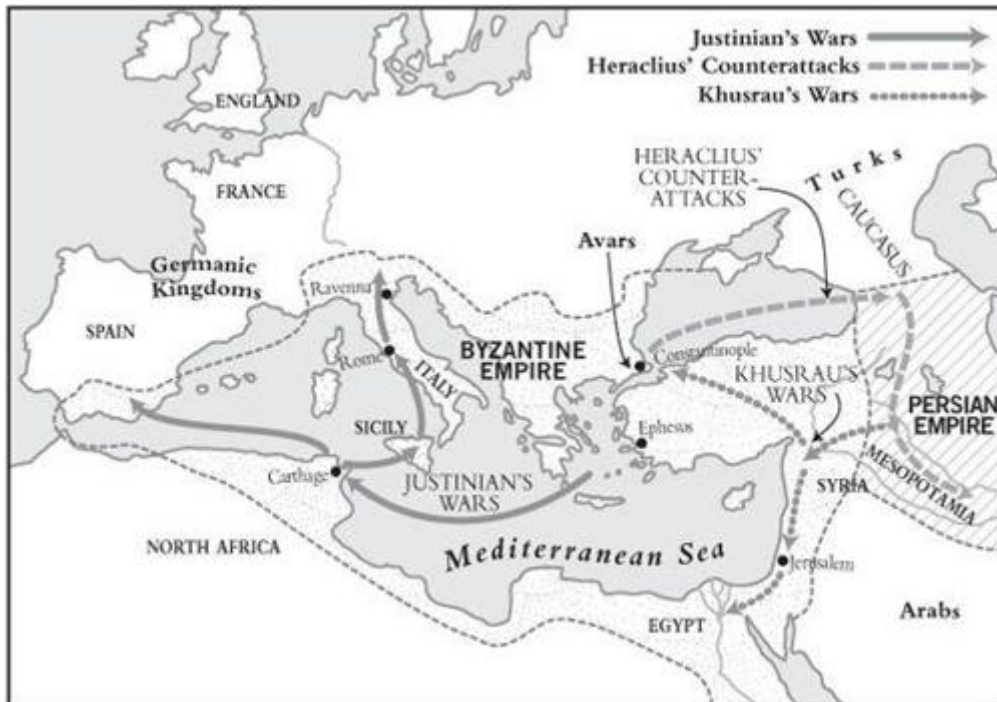 Justinian's Wars
Heraclius' Counterattacks
Khusrau's Wars
ENGLAND
FRANCE
HERACLIUS'
COUNTER-
ATTACKS
Turks
CAUCASUS
Avars
Germanic
Kingdoms
Ravenna
SPAIN
Rome
ITALY
BYZANTINE
EMPIRE
Constantinople
KHUSRAU'S
WARS
PERSIAN
EMPIRE
SICILY
Ephesus
Carthage
JUSTINIAN'S
WARS
SYRIA
MESOPOTAMIA
NORTH AFRICA
Mediterranean Sea
Jerusalem
EGYPT
Arabs